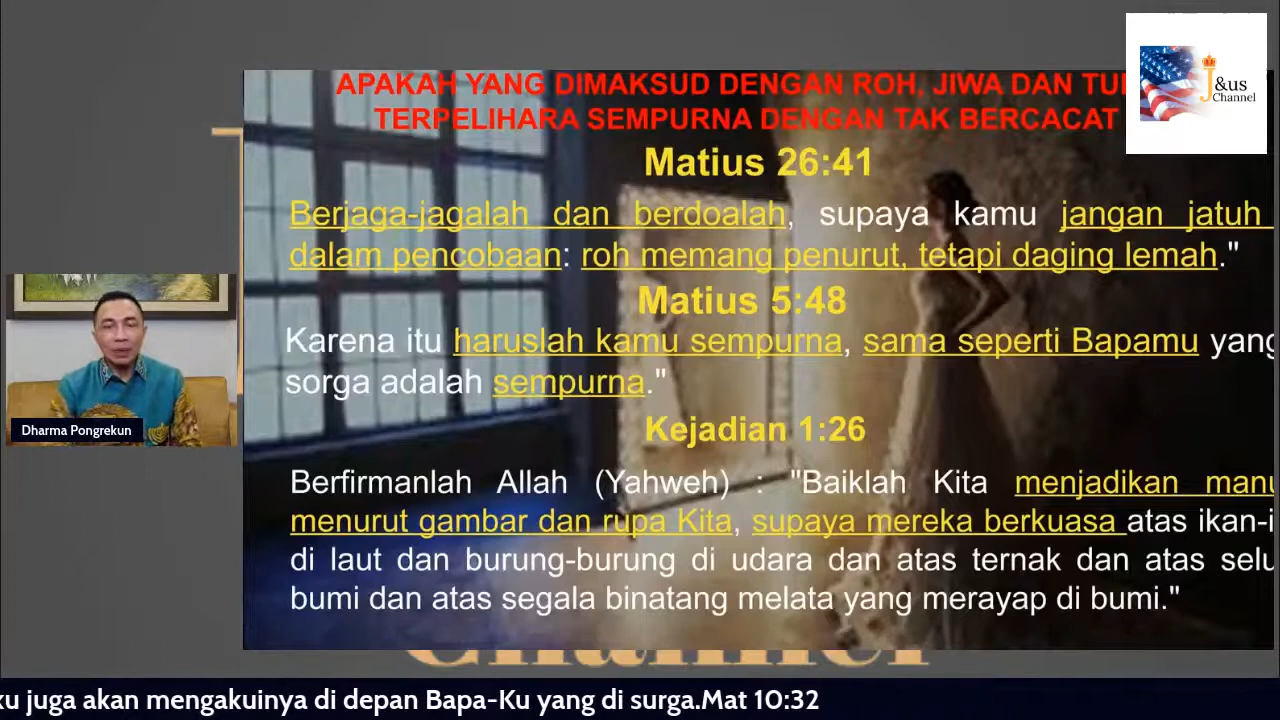 APAKAH YANG DIMAKSUD DENGAN ROH, JIWA DAN
TERPELIHARA SEMPURNA DENGAN TAK BERCACAT
J&us
Channel
Matius 26:41
Berjaga-jagalah dan berdoalah, supaya kamu jangan jatuh
dalam pencobaan: roh memang penurut, tetapi daging lemah."
Matius 5:48
Karena itu haruslah kamu sempurna, sama seperti Bapamu yang
sorga adalah sempurna."
Kejadian 1:26
Berfirmanlah Allah (Yahweh) : "Baiklah Kita menjadikan
menurut gambar dan rupa Kita, supaya mereka berkuasa atas
di laut dan burung-burung di udara dan atas ternak dan atas
bumi dan atas segala binatang melata yang merayap di bumi."
Dharma Pongrekun
juga akan mengakuinya di depan Bapa-Ku yang di surga.Mat 10:32